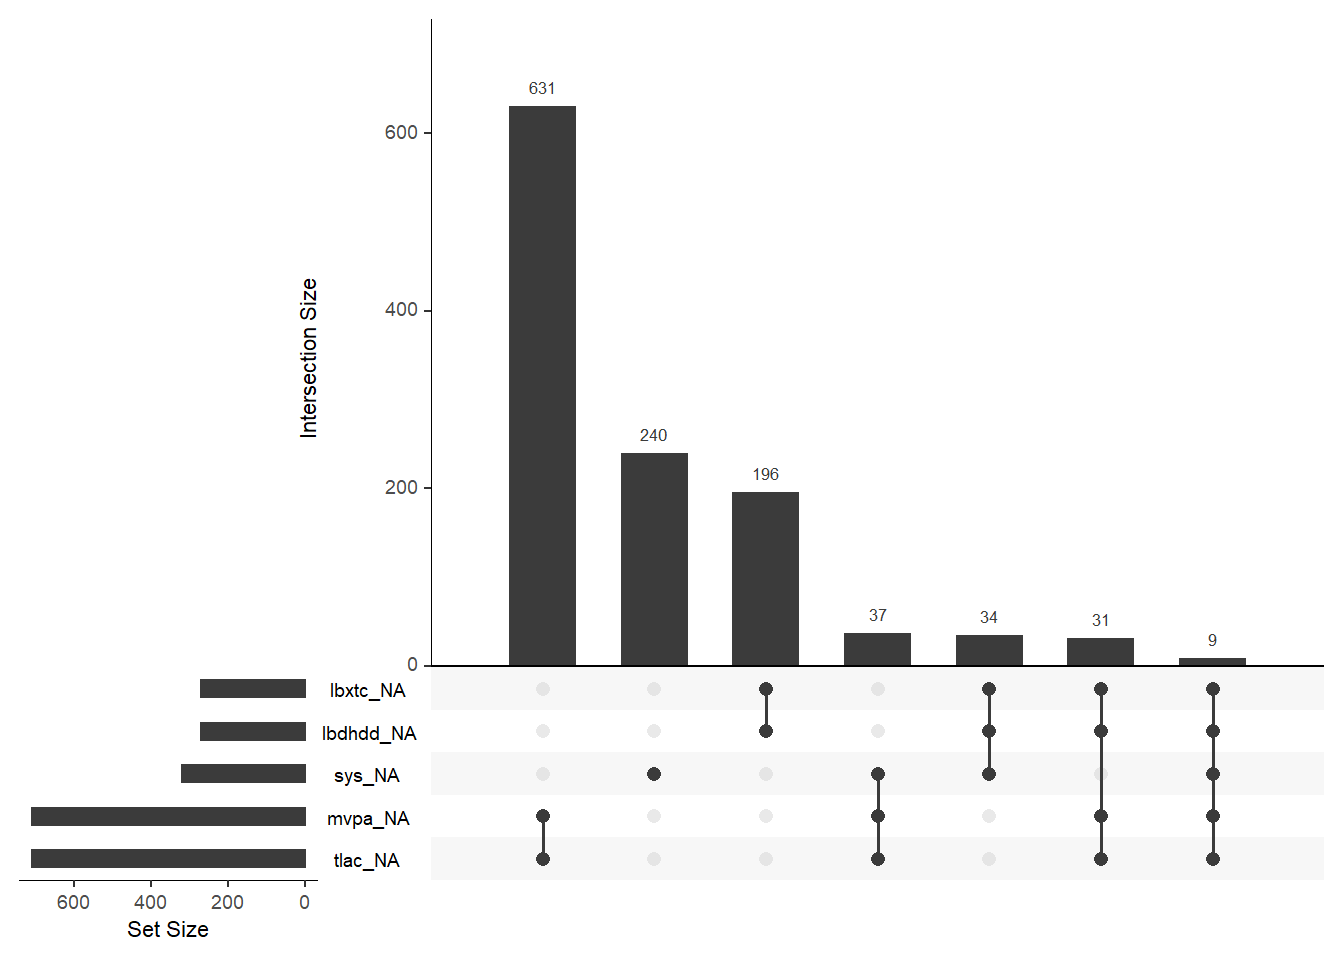 631
600
Intersection Size
400
240
196
200
37
34
31
9
0
lbxtc_NA
lbdhdd_NA
sys_NA
mvpa_NA
tlac_NA
600 400 200 0
Set Size